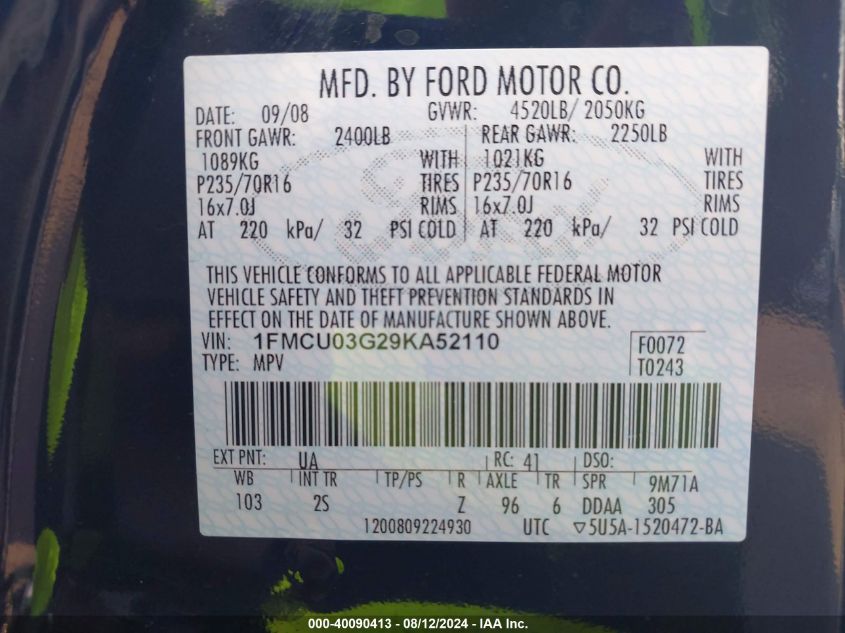 MFD. BY FORD MOTOR CO.
DATE: 09/08 GVWR: 4520LB/ 2050KG
FRONT GAWR: 2400LB REAR GAWR: 2250LB
1089KG WITH 1021KG WITH
P235/70R16 TIRES P235/70R16 TIRES
16x7.0J RIMS 16x7.0J RIMS
AT 220 kPa/ 32 PSI COLD AT 220 kPa/ 32 PSI COLD
THIS VEHICLE CONFORMS TO ALL APPLICABLE FEDERAL MOTOR
VEHICLE SAFETY AND THEFT PREVENTION STANDARDS IN
EFFECT ON THE DATE OF MANUFACTURE SHOWN ABOVE.
VIN: 1FMCU03G29KA52110 F0072
TYPE: MPV T0243
EXT PNT: UA RC: 41 DSO:
WB INT TR TP/PS R AXLE TR SPR 9M71A
103 2S Z 96 6 DDAA 305
1200809224930 UTC ▽5U5A-1520472-BA
000-40090413 - 08/12/2024 - 1520 S2 INC.